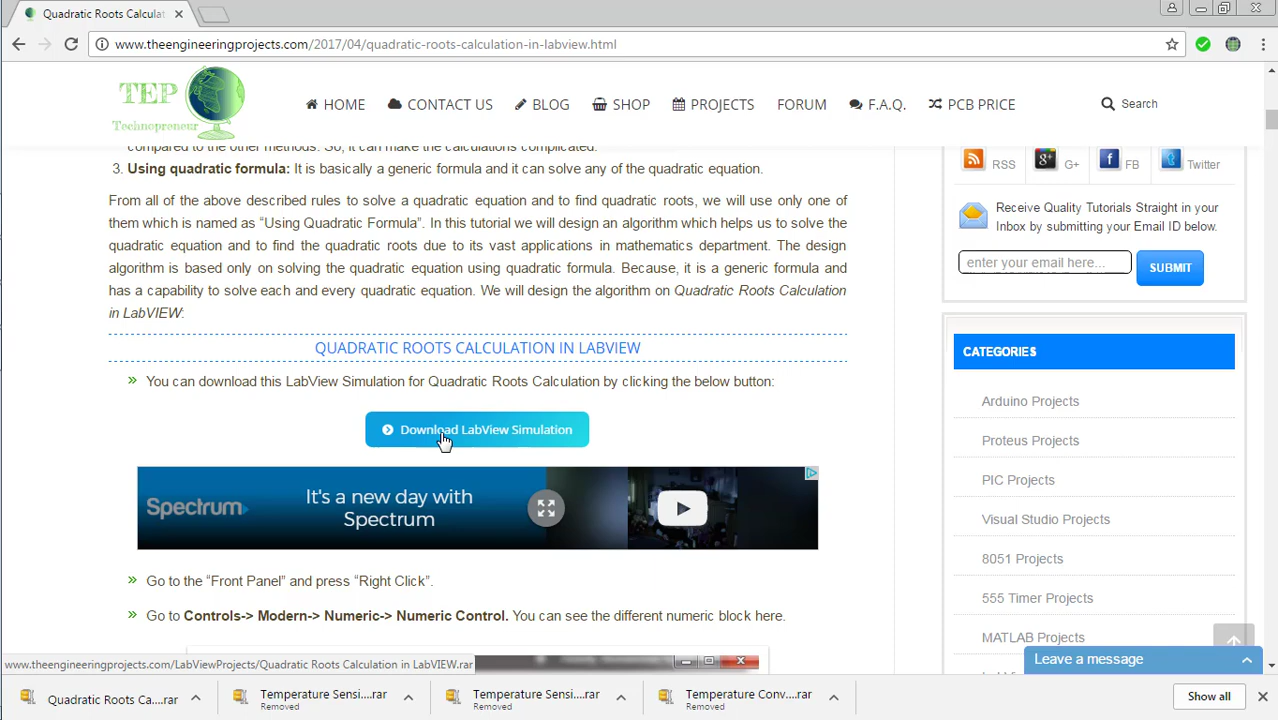 Quadratic Roots Calculat
www.theengineeringprojects.com/2017/04/quadratic-roots-calculation-in-labview.html
TEP
Technopreneur
HOME
CONTACT US
BLOG
SHOP
PROJECTS
FORUM
F.A.Q.
PCB PRICE
Search
compared to the other methods. So, it can make the calculations complicated.
3. Using quadratic formula: It is basically a generic formula and it can solve any of the quadratic equation.
From all of the above described rules to solve a quadratic equation and to find quadratic roots, we will use only one of
them which is named as “Using Quadratic Formula”. In this tutorial we will design an algorithm which helps us to solve the
quadratic equation and to find the quadratic roots due to its vast applications in mathematics department. The design
algorithm is based only on solving the quadratic equation using quadratic formula. Because, it is a generic formula and
has a capability to solve each and every quadratic equation. We will design the algorithm on Quadratic Roots Calculation
in LabVIEW:
QUADRATIC ROOTS CALCULATION IN LABVIEW
You can download this LabView Simulation for Quadratic Roots Calculation by clicking the below button:
Download LabView Simulation
Spectrum
It's a new day with
Spectrum
Go to the “Front Panel” and press “Right Click”.
Go to Controls-> Modern-> Numeric-> Numeric Control. You can see the different numeric block here.
RSS
G+
FB
Twitter
Receive Quality Tutorials Straight in your
Inbox by submitting your Email ID below.
enter your email here...
SUBMIT
CATEGORIES
Arduino Projects
Proteus Projects
PIC Projects
Visual Studio Projects
8051 Projects
555 Timer Projects
MATLAB Projects
Leave a message
www.theengineeringprojects.com/LabViewProjects/Quadratic Roots Calculation in LabVIEW.rar
Quadratic Roots Ca....rar
Temperature Sensi....rar
Removed
Temperature Sensi....rar
Removed
Temperature Conv....rar
Removed
Show all